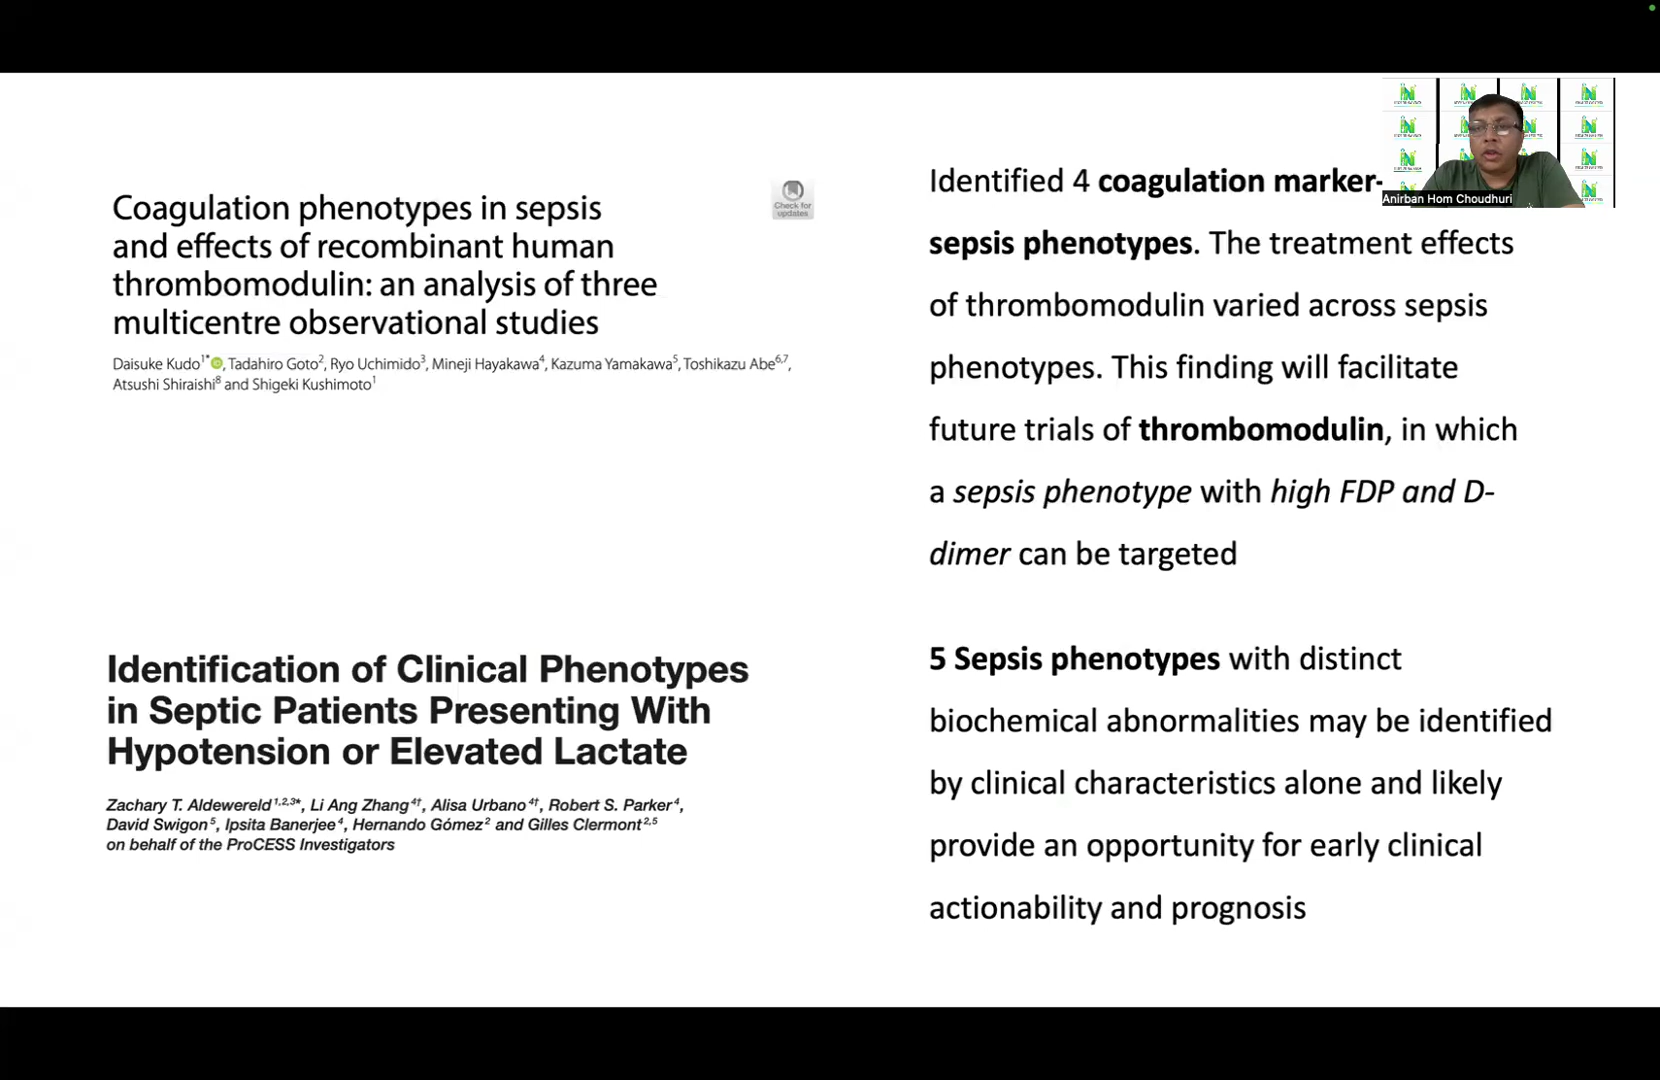 Coagulation phenotypes in sepsis
and effects of recombinant human
thrombomodulin: an analysis of three
multicentre observational studies
Check for
updates
Daisuke Kudo1*, Tadahiro Goto2, Ryo Uchimido3, Mineji Hayakawa4, Kazuma Yamakawa5, Toshikazu Abe6,7,
Atsushi Shiraishi8 and Shigeki Kushimoto1
Identified 4 coagulation marker-
sepsis phenotypes. The treatment effects
of thrombomodulin varied across sepsis
phenotypes. This finding will facilitate
future trials of thrombomodulin, in which
a sepsis phenotype with high FDP and D-
dimer can be targeted
Anirban Hom Choudhuri
Identification of Clinical Phenotypes
in Septic Patients Presenting With
Hypotension or Elevated Lactate
Zachary T. Aldewereld1,2,3*, Li Ang Zhang4†, Alisa Urbano4†, Robert S. Parker4,
David Swigon5, Ipsita Banerjee4, Hernando Gómez2 and Gilles Clermont2,5
on behalf of the ProCESS Investigators
5 Sepsis phenotypes with distinct
biochemical abnormalities may be identified
by clinical characteristics alone and likely
provide an opportunity for early clinical
actionability and prognosis